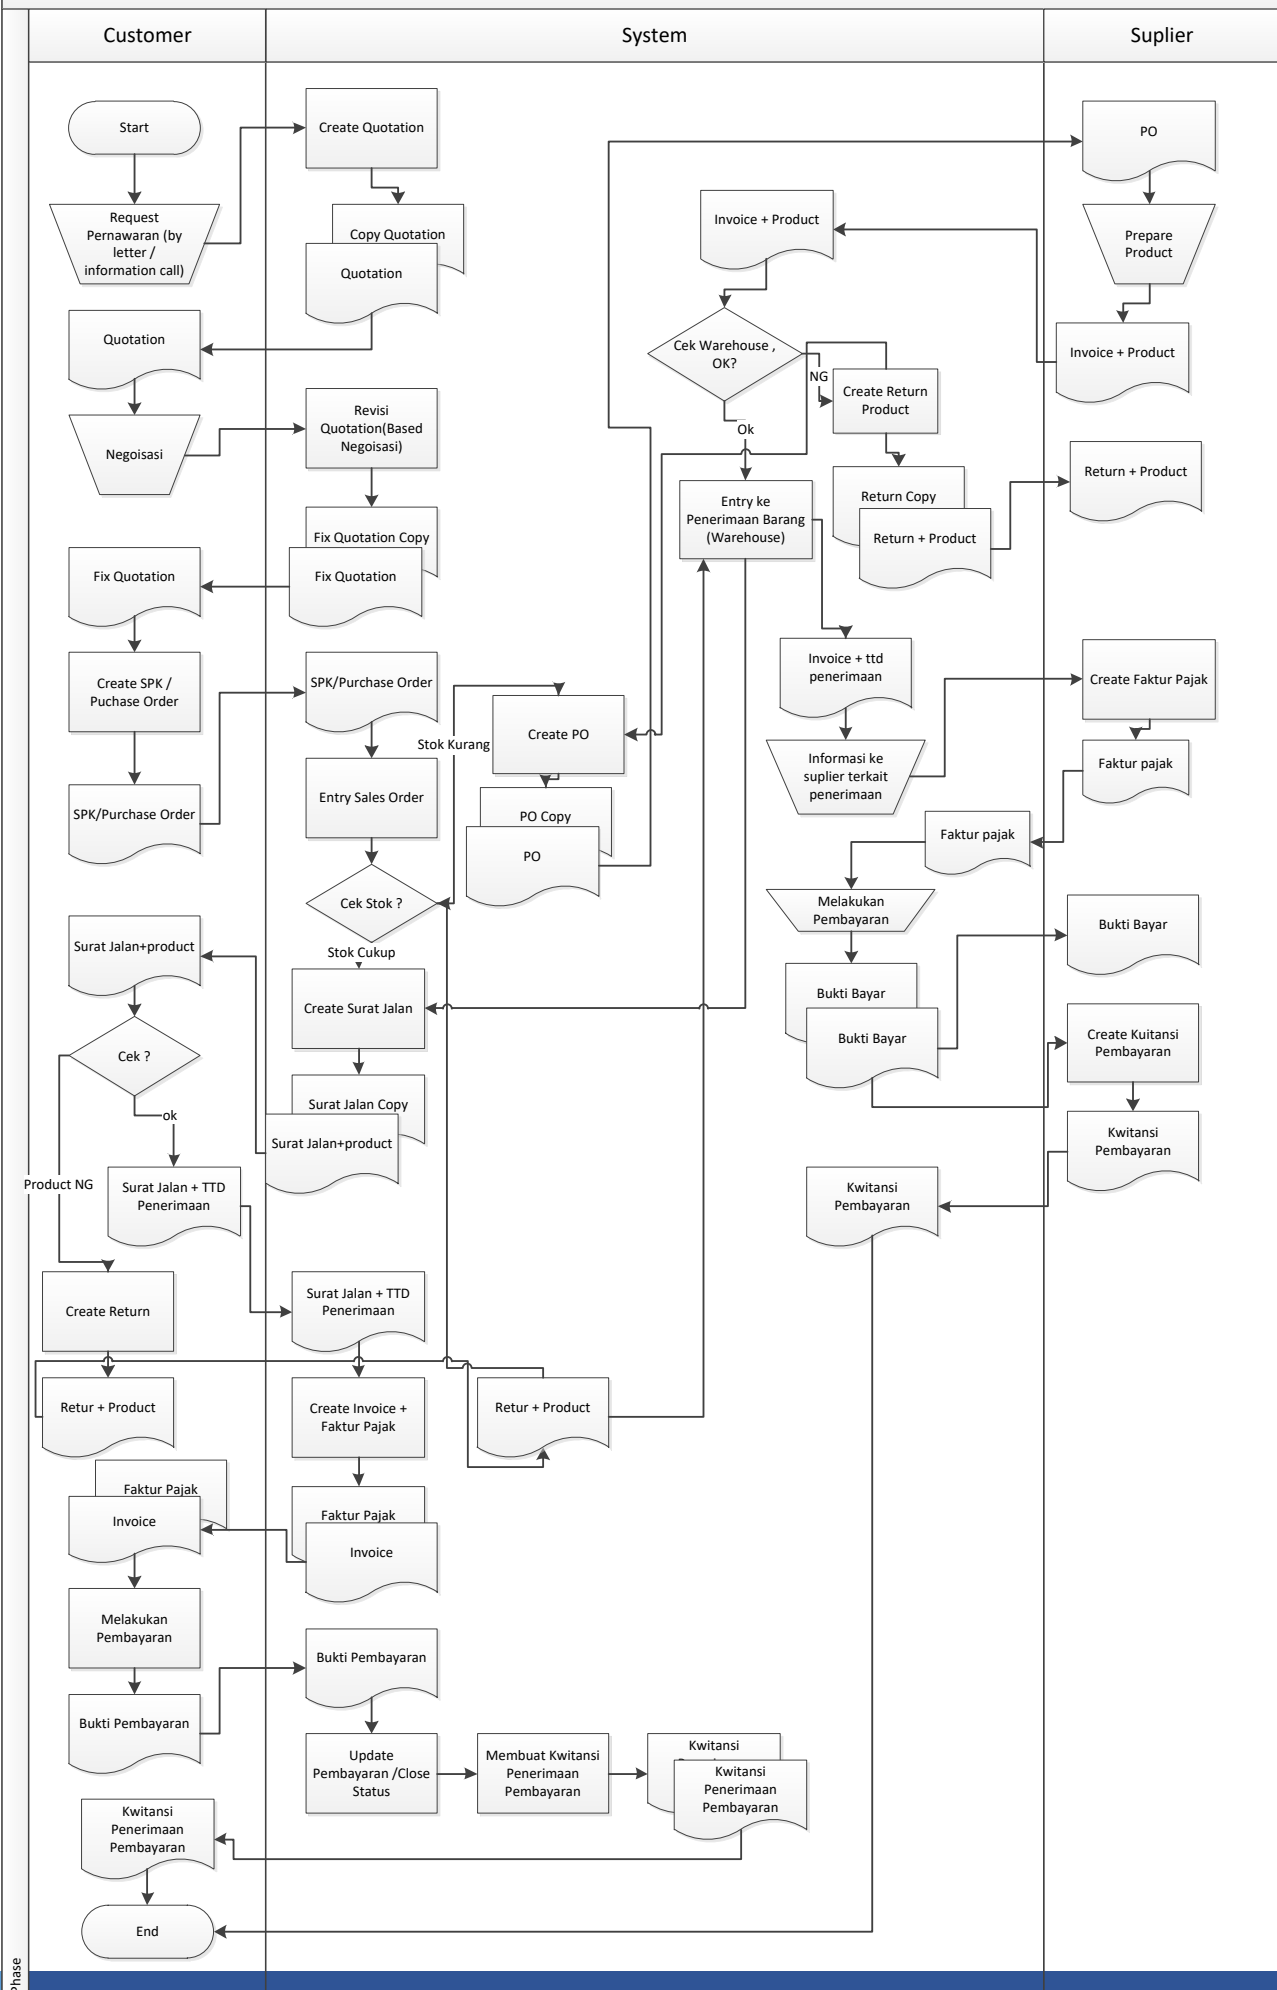 Customer
System
Suplier
Start
Request
Pernawaran (by
letter /
information call)
Quotation
Negoisasi
Fix Quotation
Create SPK /
Puchase Order
SPK/Purchase Order
Surat Jalan+product
Cek ?
ok
Product NG
Surat Jalan + TTD
Penerimaan
Create Return
Retur + Product
Faktur Pajak
Invoice
Melakukan
Pembayaran
Bukti Pembayaran
Kwitansi
Penerimaan
Pembayaran
End
Create Quotation
Copy Quotation
Quotation
Revisi
Quotation(Based
Negoisasi)
Fix Quotation Copy
Fix Quotation
SPK/Purchase Order
Entry Sales Order
Cek Stok ?
Stok Kurang
Stok Cukup
Create PO
PO Copy
PO
Create Surat Jalan
Surat Jalan Copy
Surat Jalan+product
Surat Jalan + TTD
Penerimaan
Create Invoice +
Faktur Pajak
Retur + Product
Faktur Pajak
Invoice
Bukti Pembayaran
Update
Pembayaran /Close
Status
Membuat Kwitansi
Penerimaan
Pembayaran
Kwitansi
Kwitansi
Penerimaan
Pembayaran
Invoice + Product
Cek Warehouse ,
OK?
NG
Ok
Create Return
Product
Return Copy
Return + Product
Entry ke
Penerimaan Barang
(Warehouse)
Invoice + ttd
penerimaan
Informasi ke
suplier terkait
penerimaan
Faktur pajak
Melakukan
Pembayaran
Bukti Bayar
Bukti Bayar
Kwitansi
Pembayaran
PO
Prepare
Product
Invoice + Product
Return + Product
Create Faktur Pajak
Faktur pajak
Bukti Bayar
Create Kuitansi
Pembayaran
Kwitansi
Pembayaran
Phase